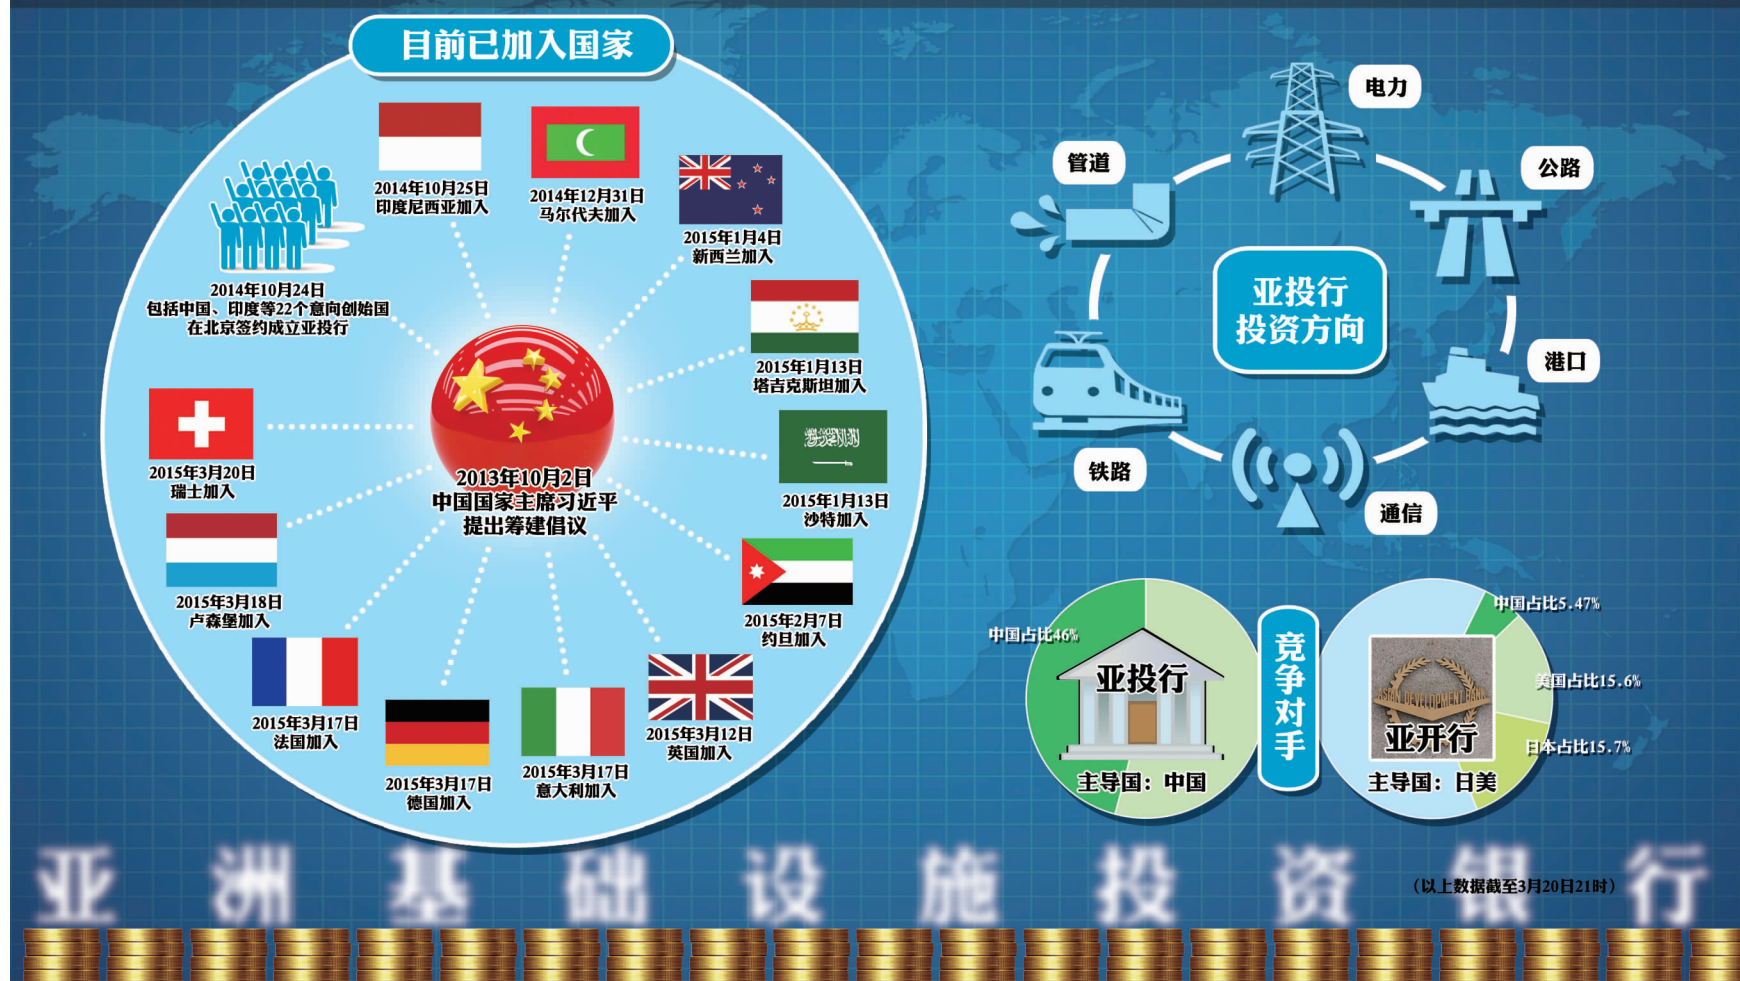 目前已加入国家
2014年10月25日
印度尼西亚加入
2014年12月31日
马尔代夫加入
2015年1月4日
新西兰加入
2015年1月13日
塔吉克斯坦加入
2015年1月13日
沙特加入
2015年2月7日
约旦加入
2015年3月12日
英国加入
2015年3月17日
意大利加入
2015年3月17日
德国加入
2015年3月17日
法国加入
2015年3月18日
卢森堡加入
2015年3月20日
瑞士加入
2014年10月24日
包括中国、印度等22个意向创始国
在北京签约成立亚投行
2013年10月2日
中国国家主席习近平
提出筹建倡议
电力
公路
港口
通信
铁路
管道
亚投行
投资方向
中国占比46%
亚投行
主导国：中国
竞争对手
中国占比5.47%
美国占比15.6%
日本占比15.7%
ASIAN DEVELOPMENT BANK
亚开行
主导国：日美
亚洲基础设施投资银行
（以上数据截至3月20日21时）